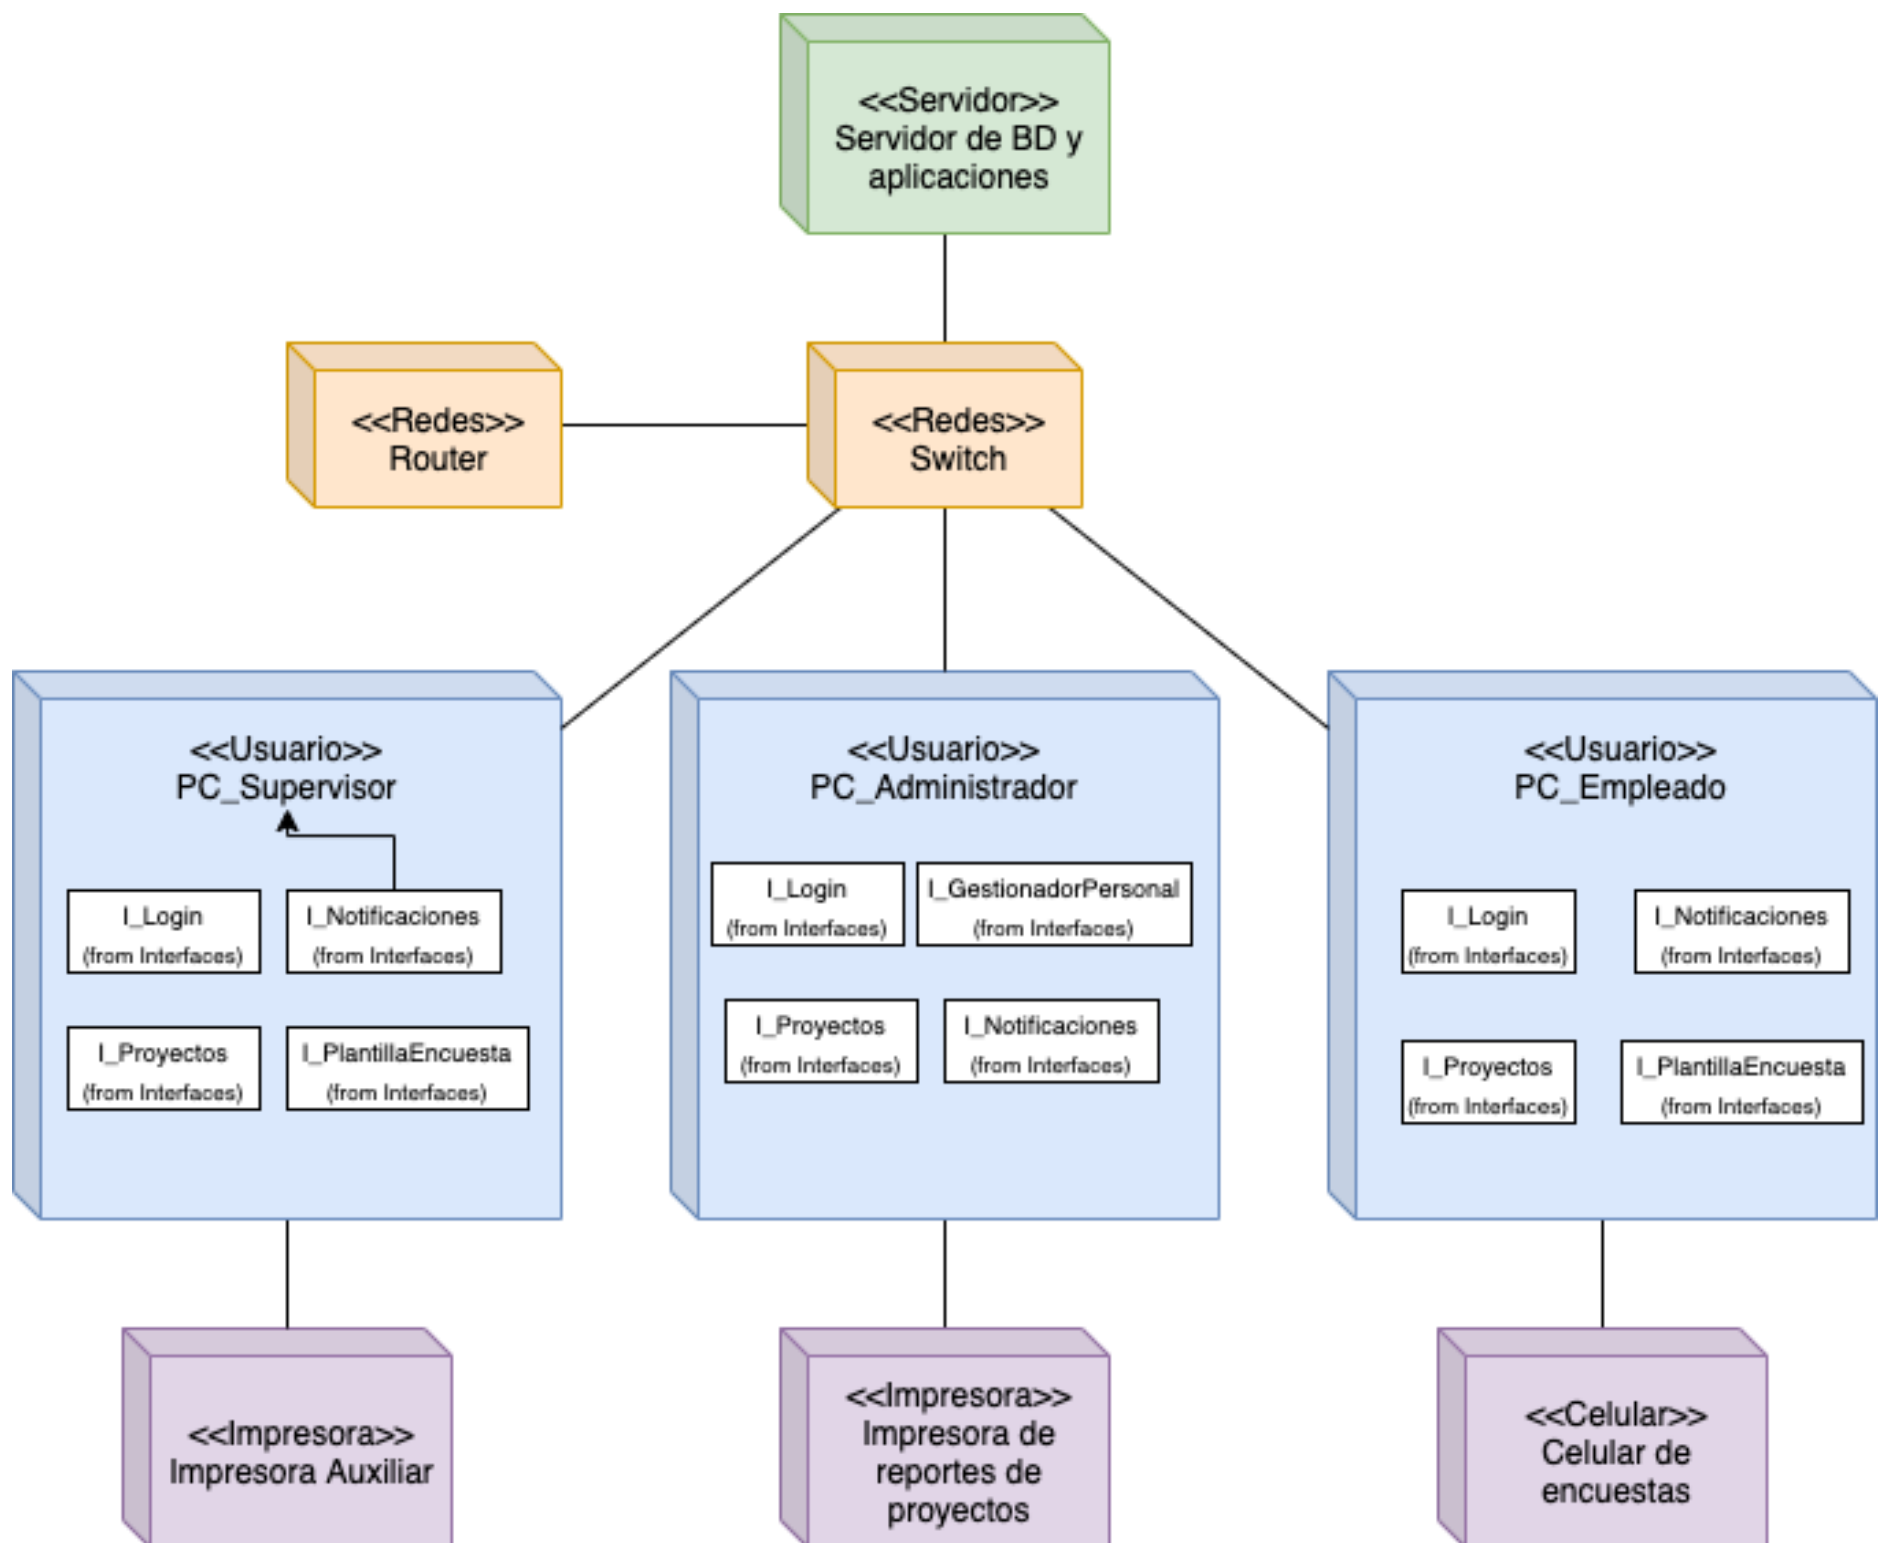 <<Servidor>>
Servidor de BD y
aplicaciones
<<Redes>>
Router
<<Redes>>
Switch
<<Usuario>>
PC_Supervisor
I_Login
(from Interfaces)
I_Notificaciones
(from Interfaces)
I_Proyectos
(from Interfaces)
I_PlantillaEncuesta
(from Interfaces)
<<Usuario>>
PC_Administrador
I_Login
(from Interfaces)
I_GestionadorPersonal
(from Interfaces)
I_Proyectos
(from Interfaces)
I_Notificaciones
(from Interfaces)
<<Usuario>>
PC_Empleado
I_Login
(from Interfaces)
I_Notificaciones
(from Interfaces)
I_Proyectos
(from Interfaces)
I_PlantillaEncuesta
(from Interfaces)
<<Impresora>>
Impresora Auxiliar
<<Impresora>>
Impresora de
reportes de
proyectos
<<Celular>>
Celular de
encuestas